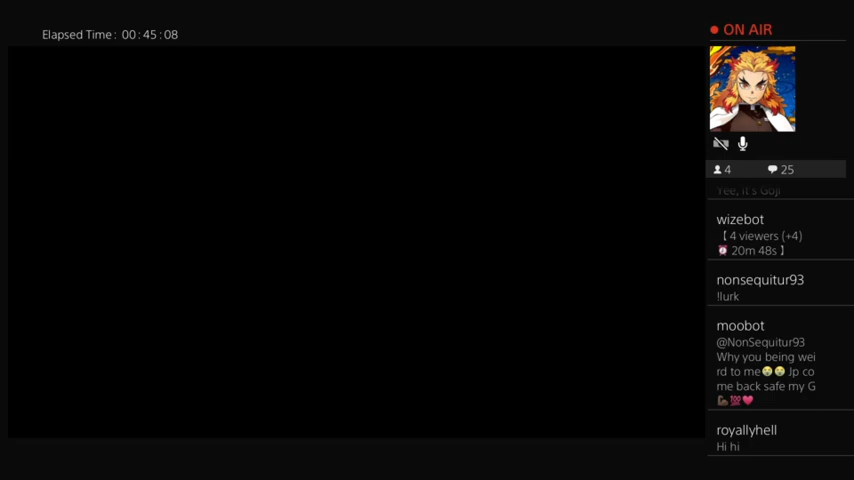 Elapsed Time: 00:45:08
ON AIR
4
25
Yee, it's Goji
wizebot
【 4 viewers (+4)
⏰ 20m 48s 】
nonsequitur93
!lurk
moobot
@NonSequitur93
Why you being wei
rd to me😭😭 Jp co
me back safe my G
💪🏿💯❤️
royallyhell
Hi hi